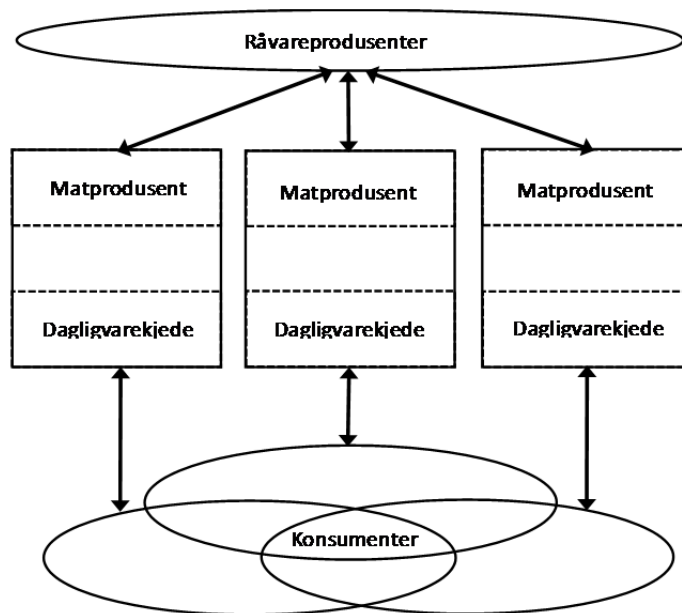 Råvareprodusenter
Matprodusent
Matprodusent
Matprodusent
Dagligvarekjede
Dagligvarekjede
Dagligvarekjede
Konsumenter